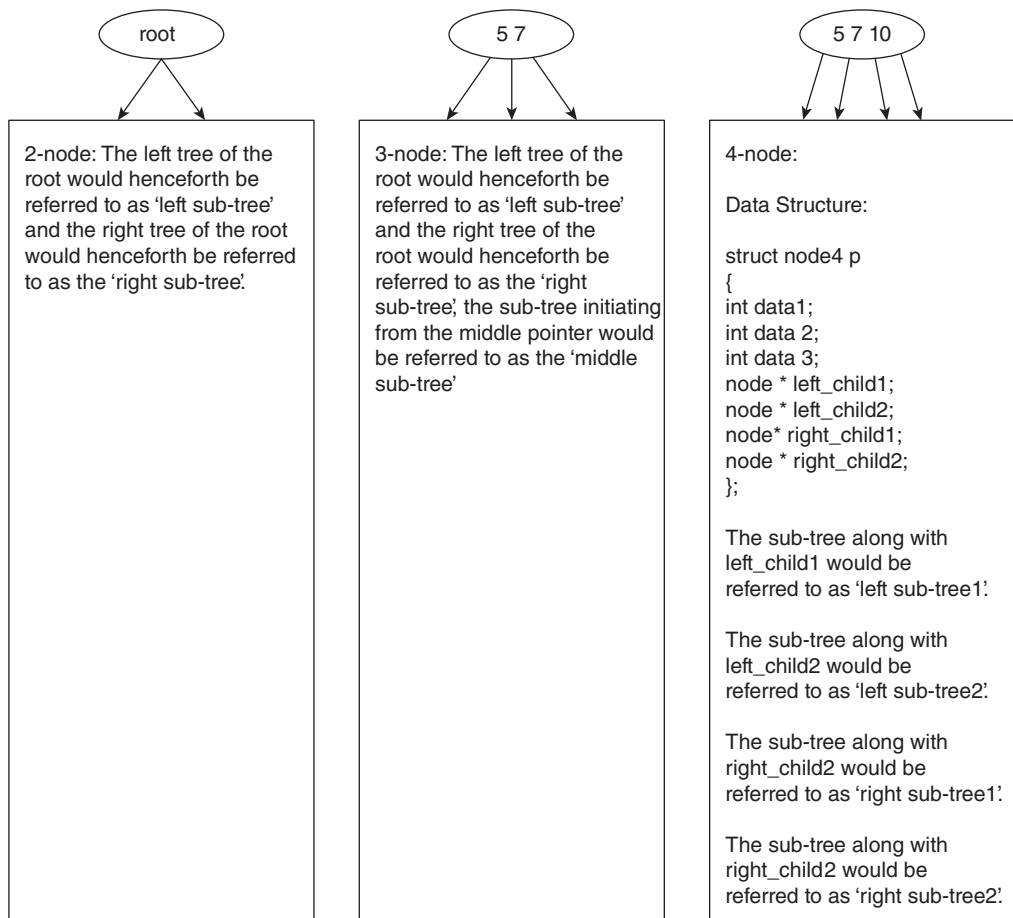 root
2-node: The left tree of the
root would henceforth be
referred to as ‘left sub-tree’
and the right tree of the root
would henceforth be referred
to as the ‘right sub-tree’.
5 7
3-node: The left tree of the
root would henceforth be
referred to as ‘left sub-tree’
and the right tree of the
root would henceforth be
referred to as the ‘right
sub-tree’, the sub-tree initiating
from the middle pointer would
be referred to as the ‘middle
sub-tree’
5 7 10
4-node:
Data Structure:
struct node4 p
{
int data1;
int data 2;
int data 3;
node * left_child1;
node * left_child2;
node* right_child1;
node * right_child2;
};
The sub-tree along with
left_child1 would be
referred to as ‘left sub-tree1’.
The sub-tree along with
left_child2 would be
referred to as ‘left sub-tree2’.
The sub-tree along with
right_child2 would be
referred to as ‘right sub-tree1’.
The sub-tree along with
right_child2 would be
referred to as ‘right sub-tree2’.